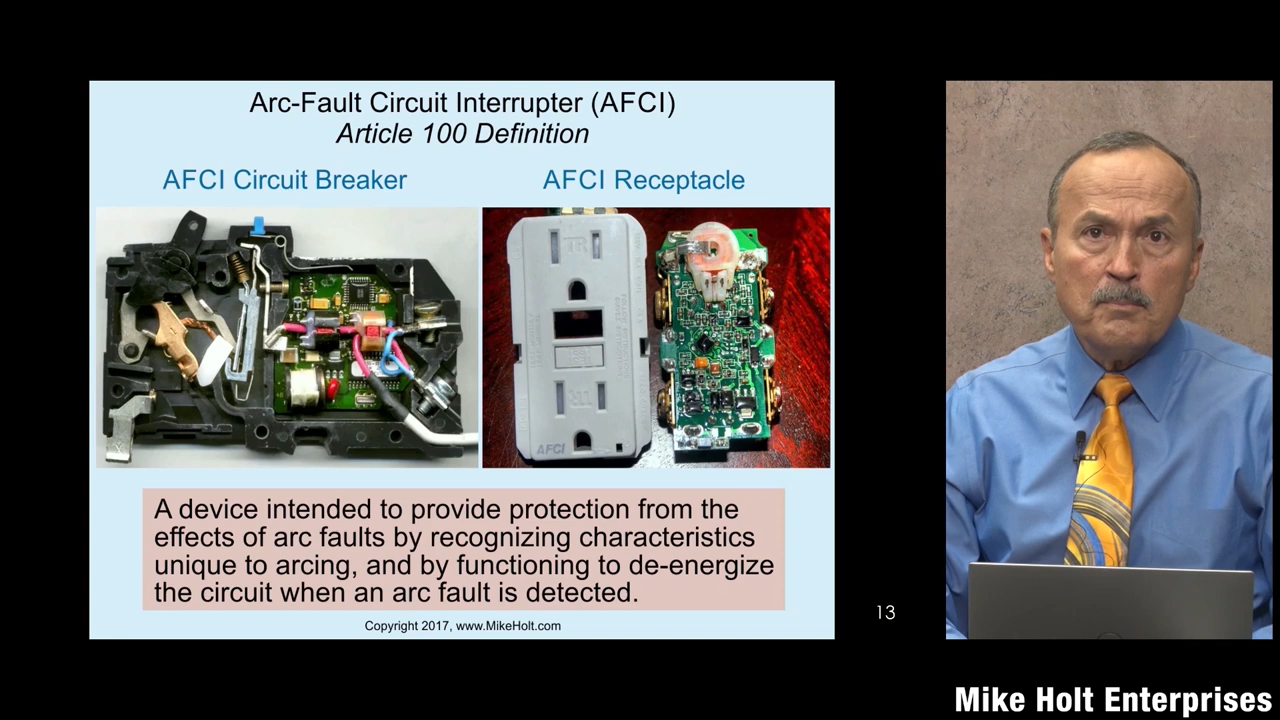 Arc-Fault Circuit Interrupter (AFCI)
Article 100 Definition
AFCI Circuit Breaker
AFCI Receptacle
TR
AFCI
A device intended to provide protection from the
effects of arc faults by recognizing characteristics
unique to arcing, and by functioning to de-energize
the circuit when an arc fault is detected.
Copyright 2017, www.MikeHolt.com
13
Mike Holt Enterprises